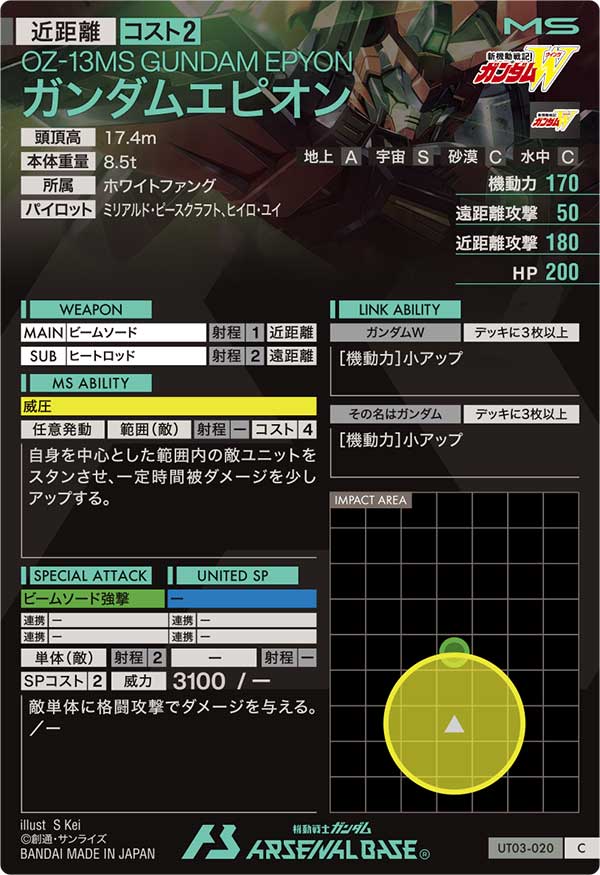 近距離 コスト2 MS
OZ-13MS GUNDAM EPYON
ガンダムエピオン
新機動戦記 ガンダムW ウイング
新機動戦記 ガンダムW
頭頂高 17.4m
本体重量 8.5t
所属 ホワイトファング
パイロット ミリアルド・ピースクラフト、ヒイロ・ユイ
地上 A 宇宙 S 砂漠 C 水中 C
機動力 170
遠距離攻撃 50
近距離攻撃 180
HP 200
WEAPON
MAIN ビームソード 射程 1 近距離
SUB ヒートロッド 射程 2 遠距離
MS ABILITY
威圧
任意発動 範囲(敵) 射程 ー コスト 4
自身を中心とした範囲内の敵ユニットを
スタンさせ、一定時間被ダメージを少し
アップする。
LINK ABILITY
ガンダムW デッキに3枚以上
[機動力]小アップ
その名はガンダム デッキに3枚以上
[機動力]小アップ
IMPACT AREA
SPECIAL ATTACK UNITED SP
ビームソード強撃 ー
連携 ー 連携 ー
連携 ー 連携 ー
単体(敵) 射程 2 ー 射程 ー
SPコスト 2 威力 3100 / ー
敵単体に格闘攻撃でダメージを与える。
/ー
illust S Kei
©創通・サンライズ
BANDAI MADE IN JAPAN
機動戦士ガンダム
AB ARSENAL BASE ®
UT03-020 C